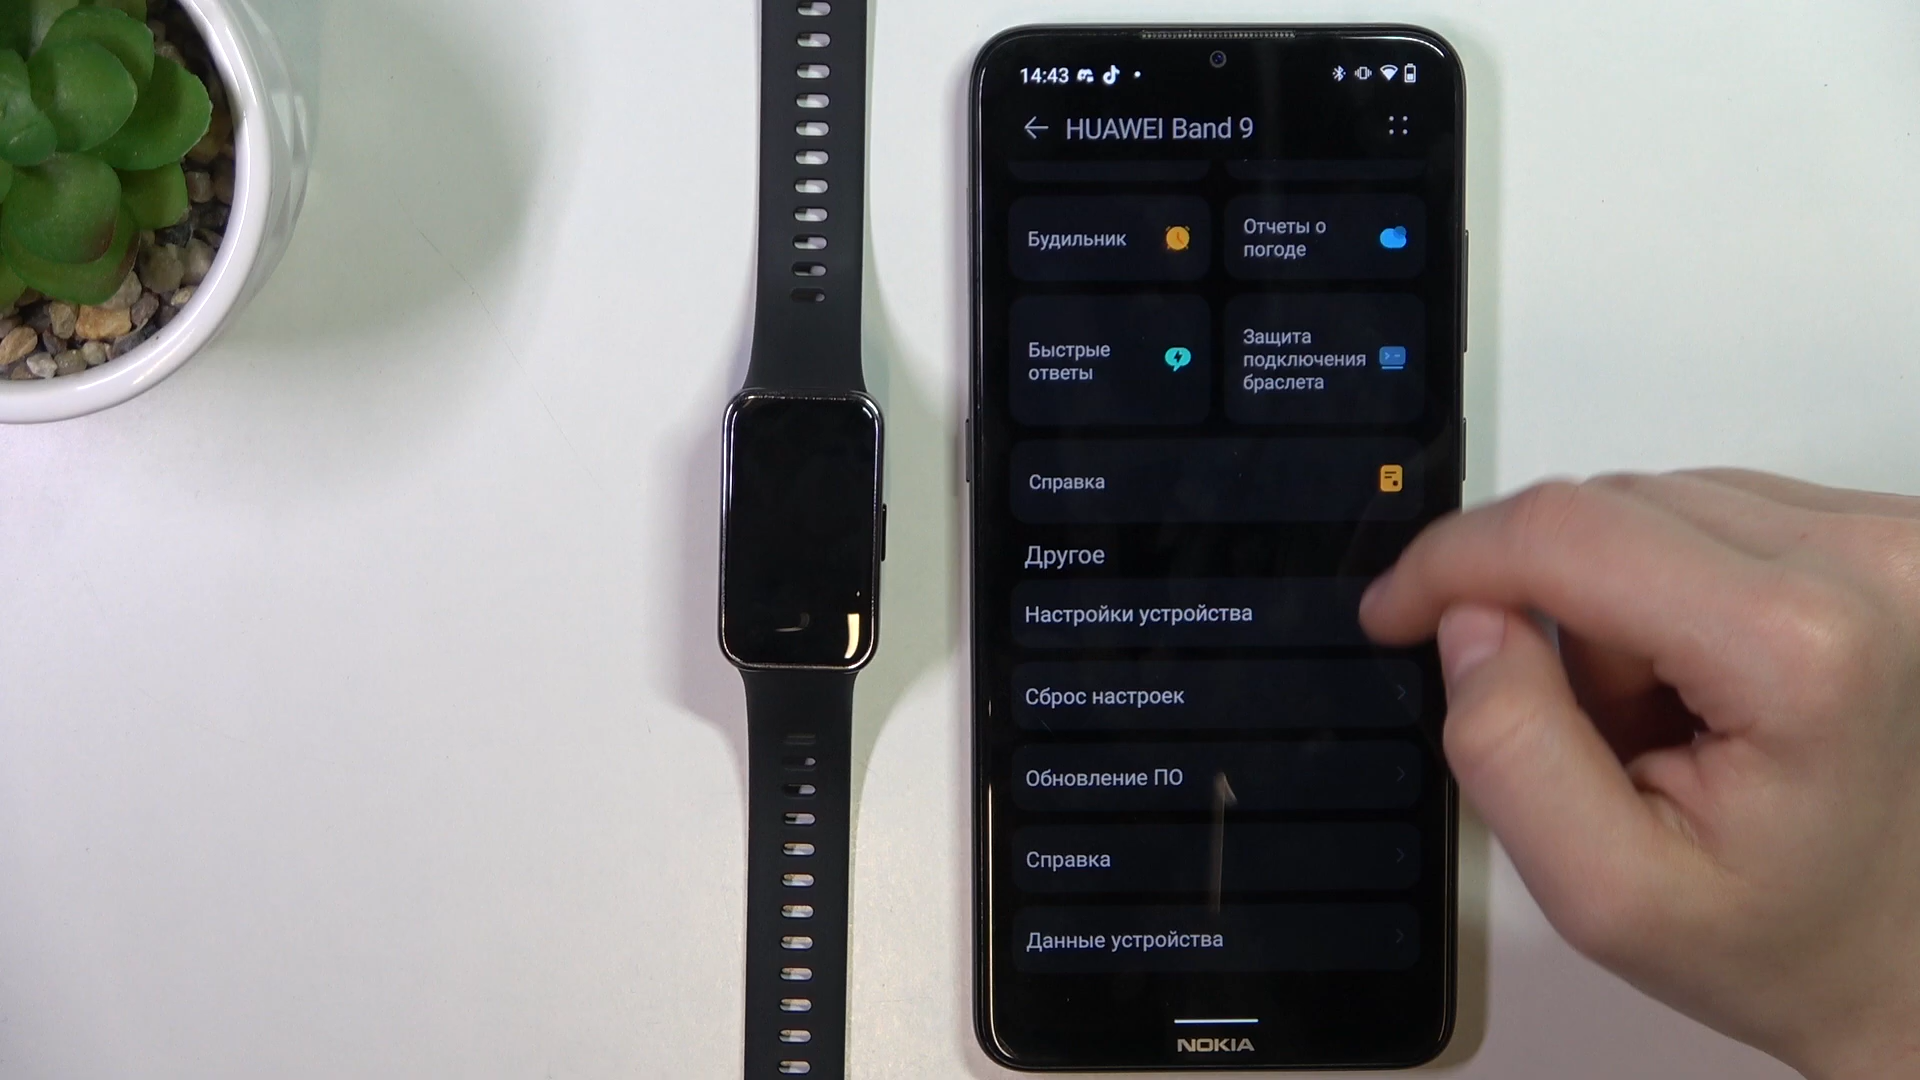 14:43
HUAWEI Band 9
Будильник
Отчеты о
погоде
Быстрые
ответы
Защита
подключения
браслета
Справка
Другое
Настройки устройства
Сброс настроек
Обновление ПО
Справка
Данные устройства
NOKIA